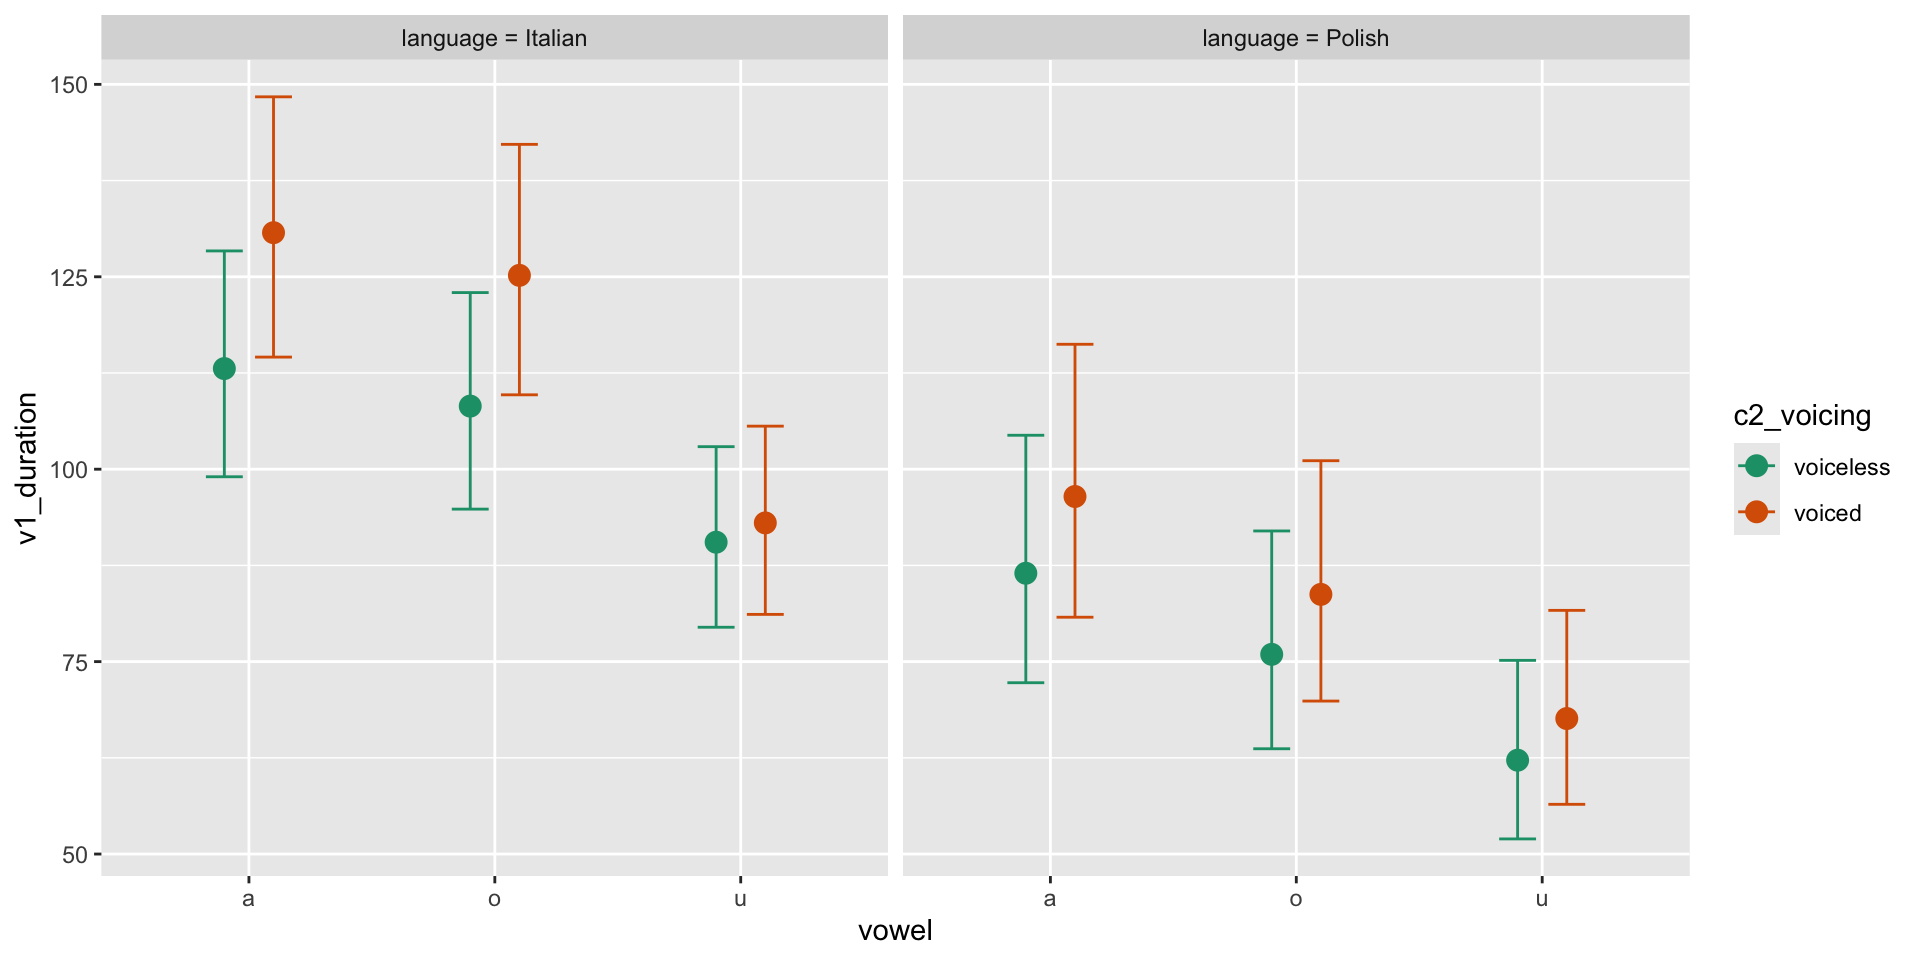 language = Italian
language = Polish
v1_duration
150
125
100
75
50
a
o
u
a
o
u
vowel
c2_voicing
voiceless
voiced